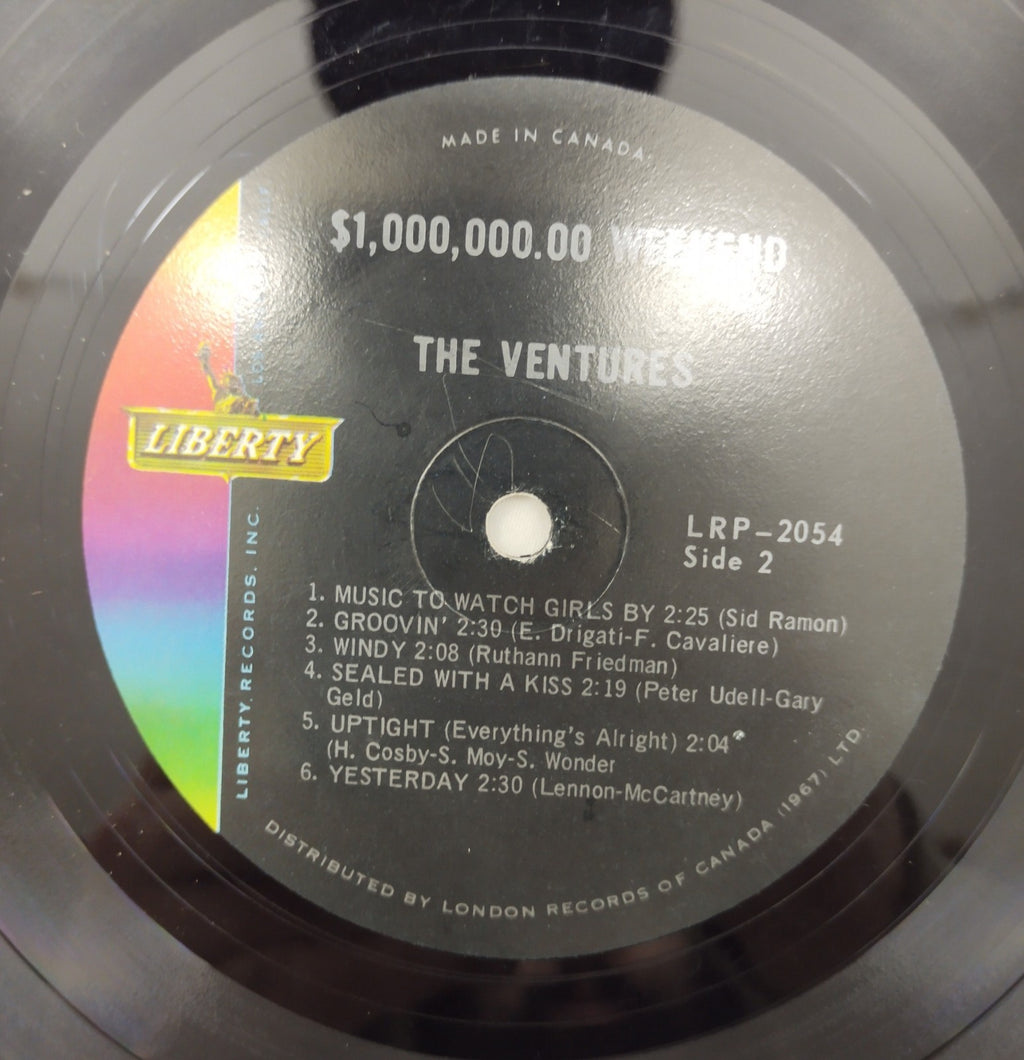 MADE IN CANADA.
$1,000,000.00 WEEKEND
THE VENTURES
LIBERTY
LIBERTY RECORDS, INC.
LRP-2054
Side 2
1. MUSIC TO WATCH GIRLS BY 2:25 (Sid Ramon)
2. GROOVIN' 2:30 (E. Drigati-F. Cavaliere)
3. WINDY 2:08 (Ruthann Friedman)
4. SEALED WITH A KISS 2:19 (Peter Udell-Gary
Geld)
5. UPTIGHT (Everything's Alright) 2:04
(H. Cosby-S. Moy-S. Wonder
6. YESTERDAY 2:30 (Lennon-McCartney)
DISTRIBUTED BY LONDON RECORDS OF CANADA (1967) LTD.